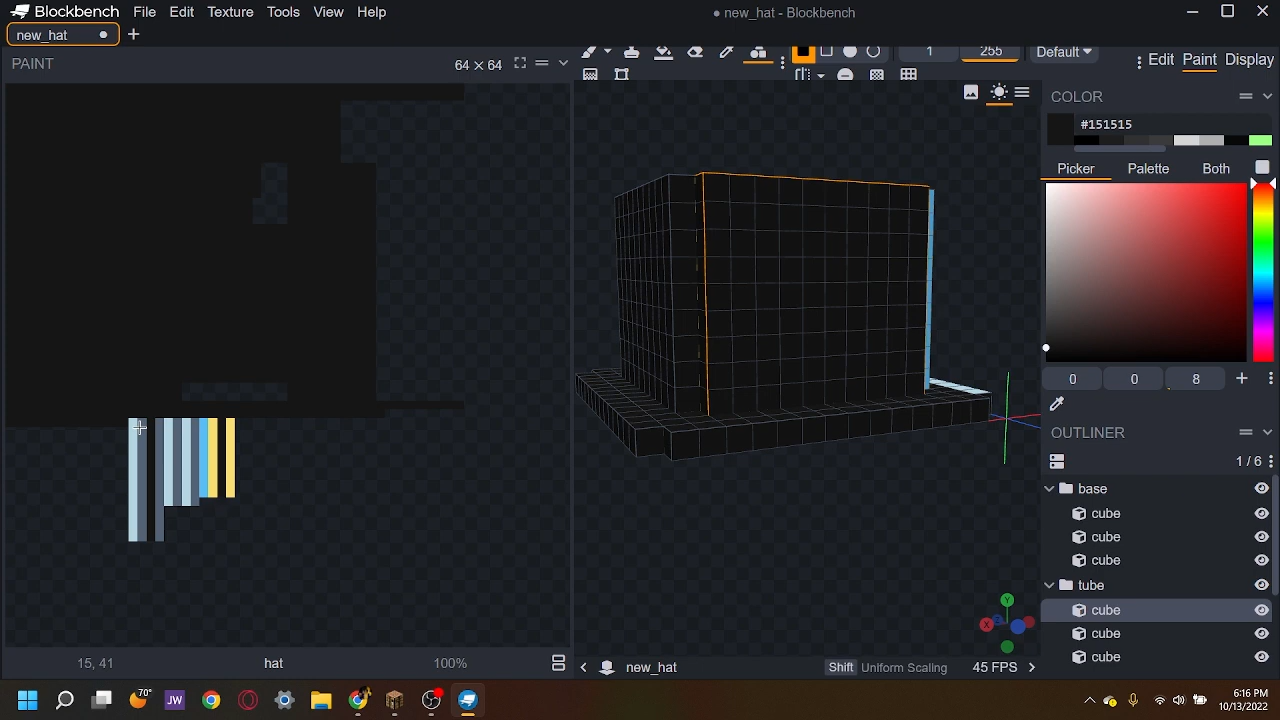 Blockbench File Edit Texture Tools View Help
new_hat - Blockbench
new_hat
PAINT
64 × 64
1 255 Default
Edit Paint Display
COLOR
#151515
Picker Palette Both
0 0 8
OUTLINER
1 / 6
base
cube
cube
cube
tube
cube
cube
cube
15, 41 hat 100%
new_hat
Shift Uniform Scaling 45 FPS
70°
JW
6:16 PM
10/13/2022
X
Y